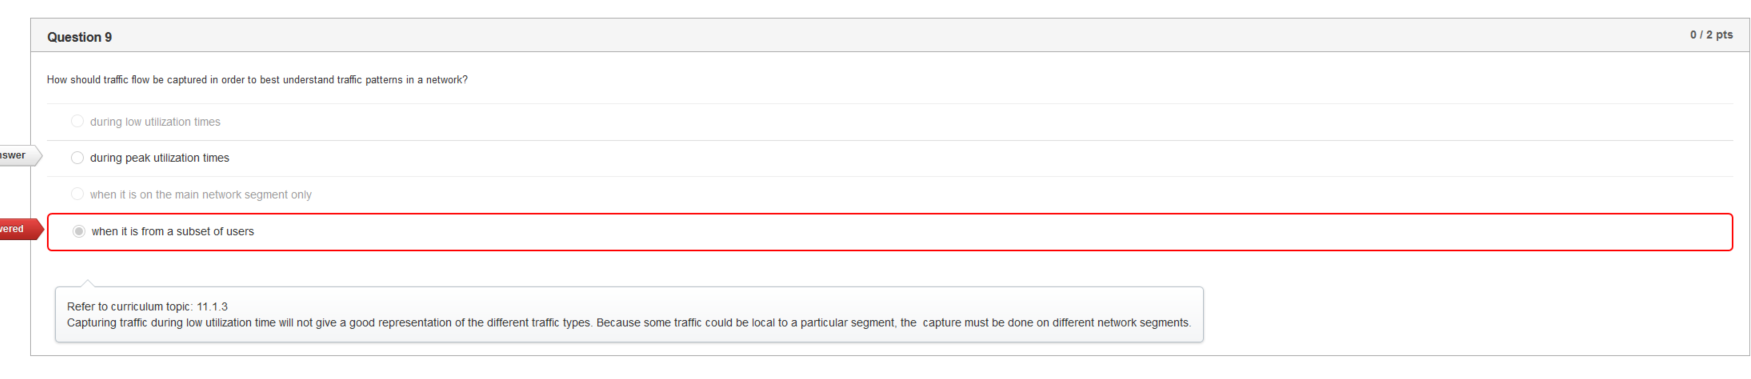 Question 9
0 / 2 pts
How should traffic flow be captured in order to best understand traffic patterns in a network?
during low utilization times
nswer
during peak utilization times
when it is on the main network segment only
vered
when it is from a subset of users
Refer to curriculum topic: 11.1.3
Capturing traffic during low utilization time will not give a good representation of the different traffic types. Because some traffic could be local to a particular segment, the capture must be done on different network segments.